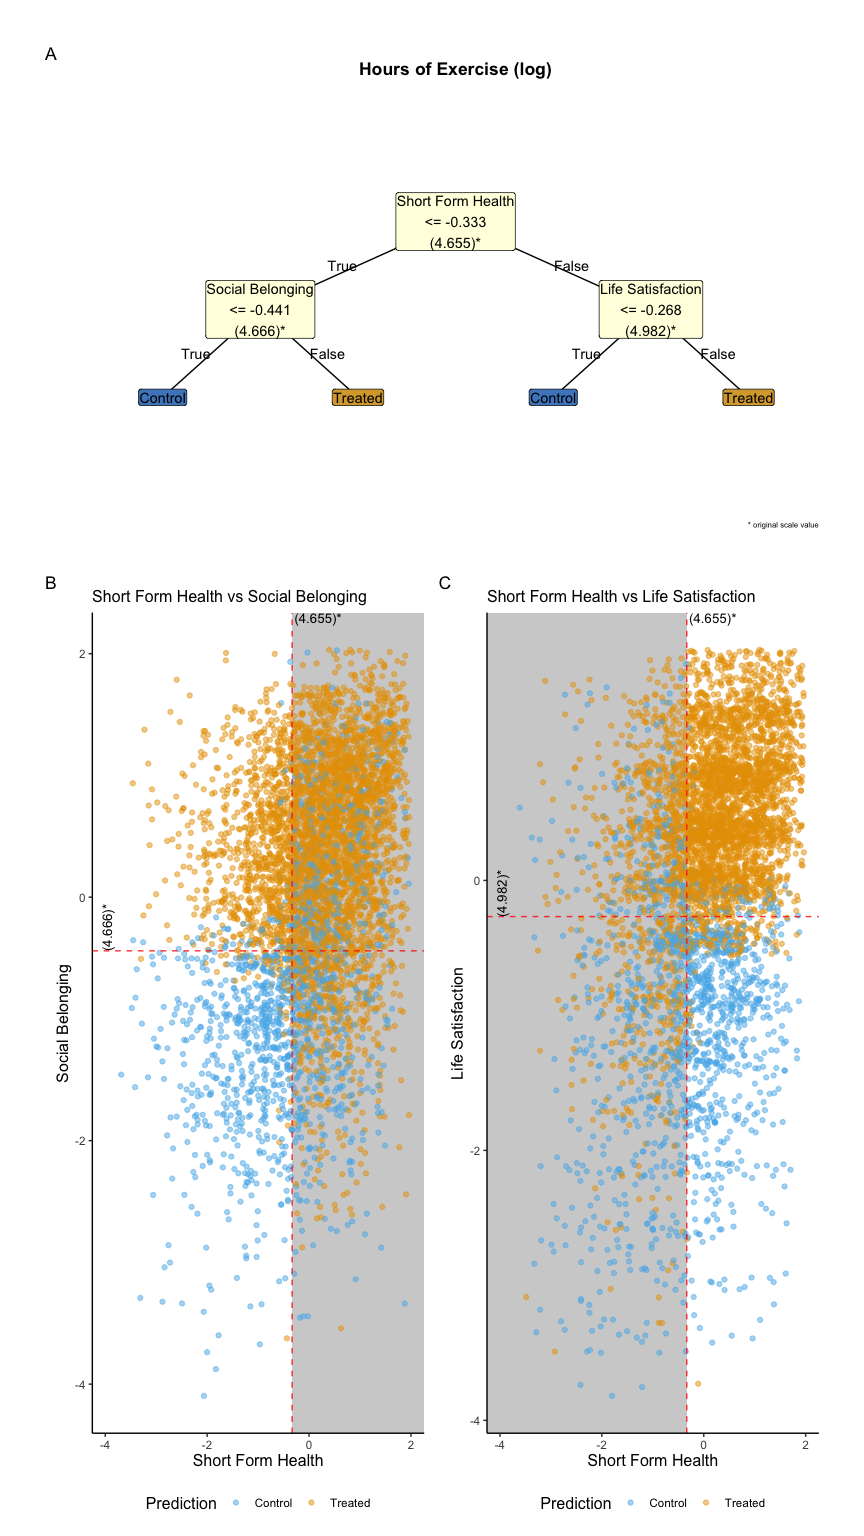 A
Hours of Exercise (log)
Short Form Health
<= -0.333
(4.655)*
True
False
Social Belonging
<= -0.441
(4.666)*
Life Satisfaction
<= -0.268
(4.982)*
True
False
True
False
Control
Treated
Control
Treated
* original scale value
B
Short Form Health vs Social Belonging
(4.655)*
(4.666)*
Social Belonging
2
0
-2
-4
-4
-2
0
2
Short Form Health
Prediction
Control
Treated
C
Short Form Health vs Life Satisfaction
(4.655)*
(4.982)*
Life Satisfaction
0
-2
-4
-4
-2
0
2
Short Form Health
Prediction
Control
Treated